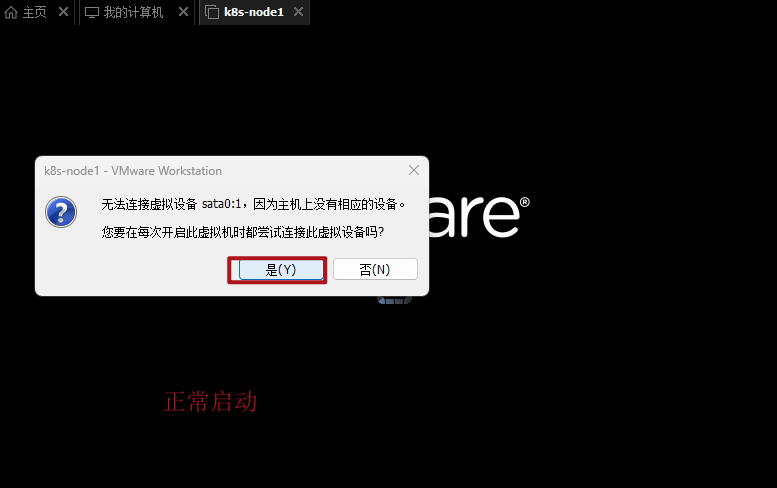 主页 我的计算机 k8s-node1
k8s-node1 - VMware Workstation
无法连接虚拟设备 sata0:1，因为主机上没有相应的设备。
您要在每次开启此虚拟机时都尝试连接此虚拟设备吗?
是(Y) 否(N)
are®
正常启动